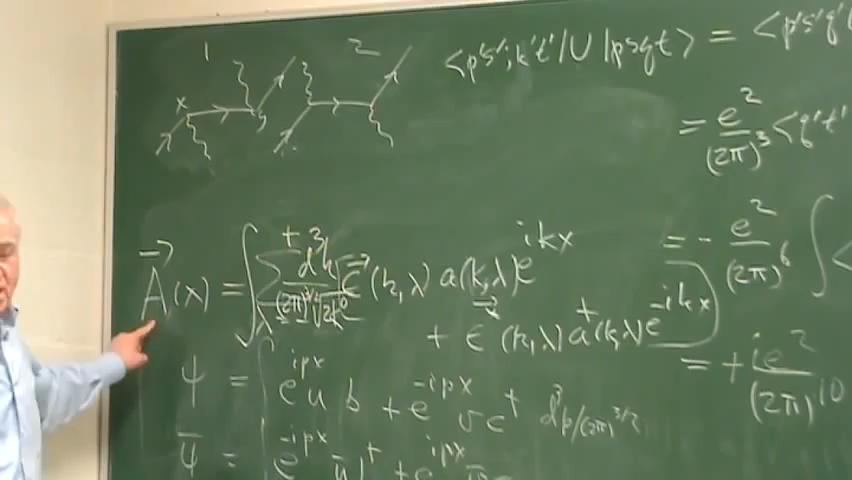 1 2
<p's'; k't'|U|psqt> = <p's'q'
x
= e²/(2π)³ <q't'
A⃗(x) = ∫ Σ_λ d³k/((2π)³ √2k⁰) ε⃗(k,λ) a(k,λ) e^{ikx}
+ ε⃗(k,λ) a†(k,λ) e^{-ikx}
= - e²/(2π)⁶ ∫ <
= + ie²/(2π)¹⁰
ψ = ∫ e^{ipx} u b + e^{-ipx} v c† d³p/(2π)^{3/2}
ψ̄ = ∫ e^{-ipx} ū b† + e^{ipx}